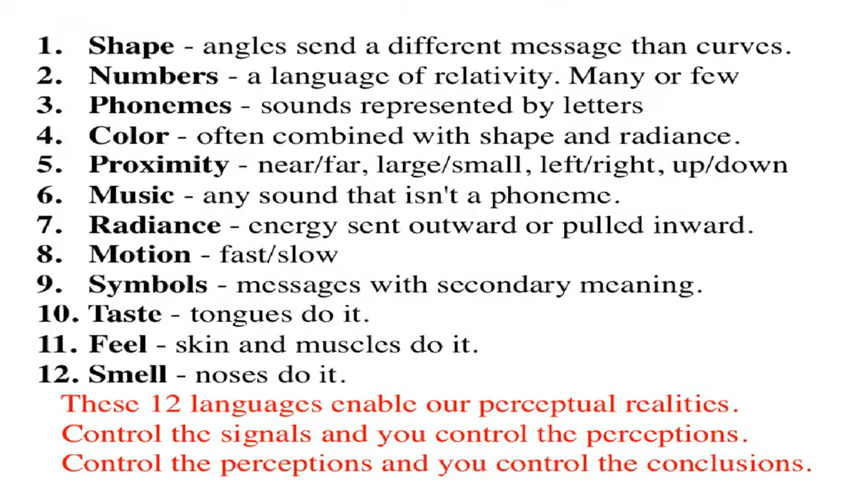 1. Shape - angles send a different message than curves.
2. Numbers - a language of relativity. Many or few
3. Phonemes - sounds represented by letters
4. Color - often combined with shape and radiance.
5. Proximity - near/far, large/small, left/right, up/down
6. Music - any sound that isn't a phoneme.
7. Radiance - energy sent outward or pulled inward.
8. Motion - fast/slow
9. Symbols - messages with secondary meaning.
10. Taste - tongues do it.
11. Feel - skin and muscles do it.
12. Smell - noses do it.
These 12 languages enable our perceptual realities.
Control the signals and you control the perceptions.
Control the perceptions and you control the conclusions.